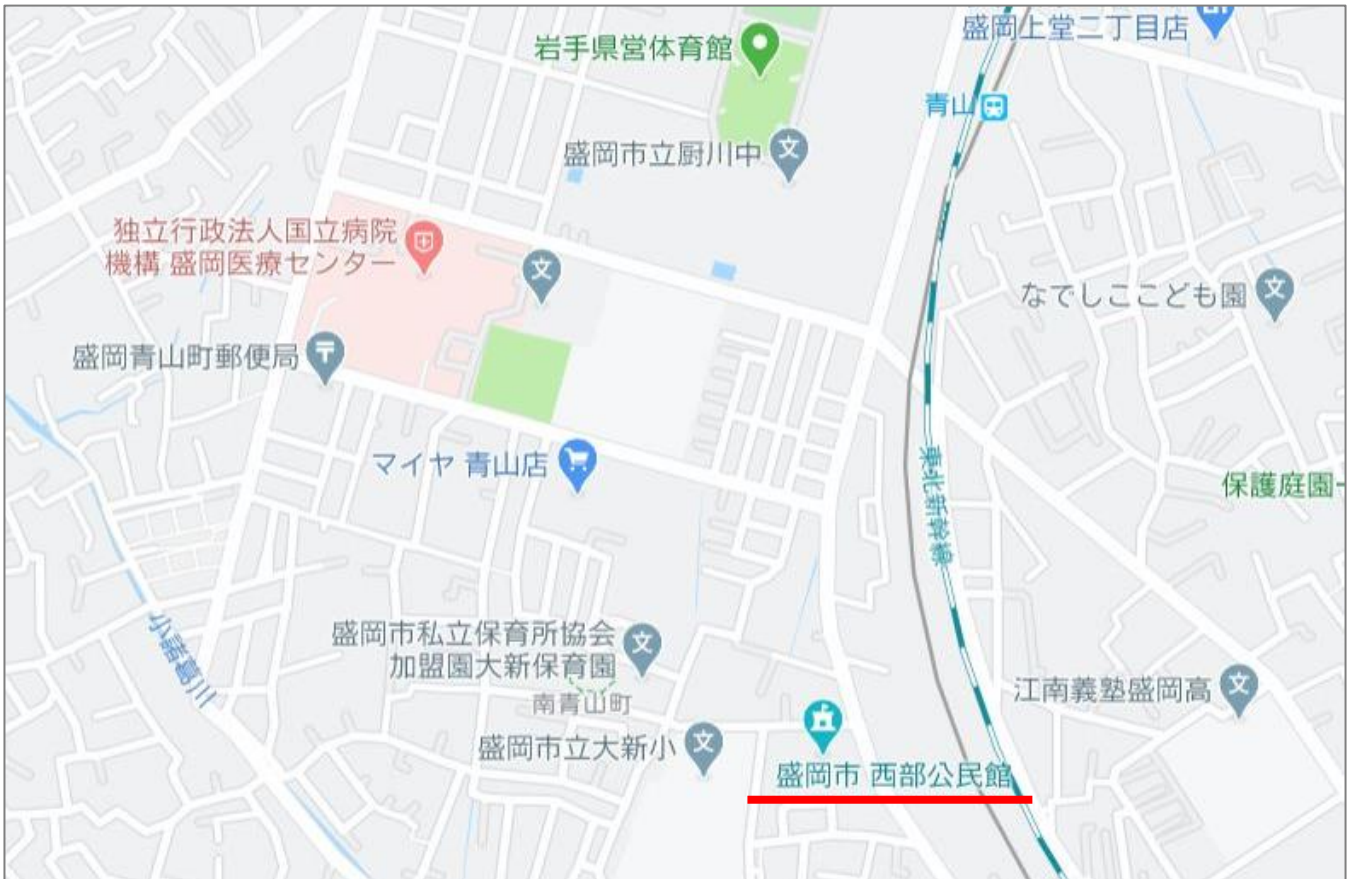 盛岡上堂二丁目店
岩手県営体育館
青山
盛岡市立厨川中
文
独立行政法人国立病院
機構 盛岡医療センター
文
なでしここども園
文
盛岡青山町郵便局
〒
マイヤ 青山店
東北新幹線
保護庭園
小諸葛川
盛岡市私立保育所協会
加盟園大新保育園
文
南青山町
江南義塾盛岡高
文
盛岡市立大新小
文
盛岡市 西部公民館